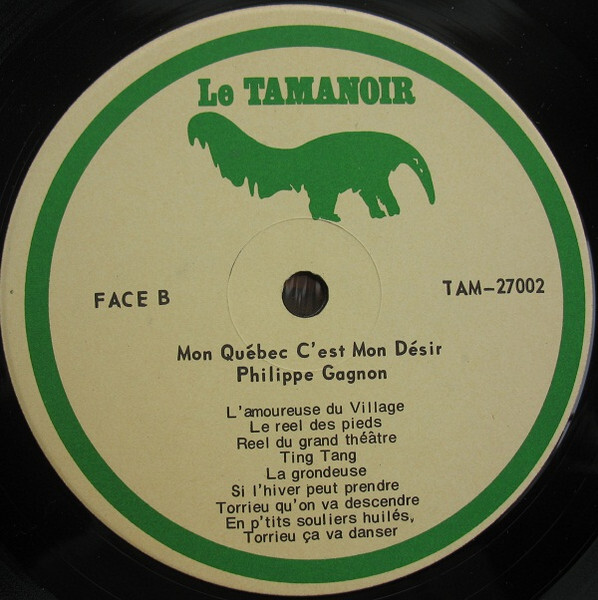 Le TAMANOIR
FACE B
TAM-27002
Mon Québec C'est Mon Désir
Philippe Gagnon
L'amoureuse du Village
Le reel des pieds
Reel du grand théâtre
Ting Tang
La grondeuse
Si l'hiver peut prendre
Torrieu qu'on va descendre
En p'tits souliers huilés,
Torrieu ça va danser